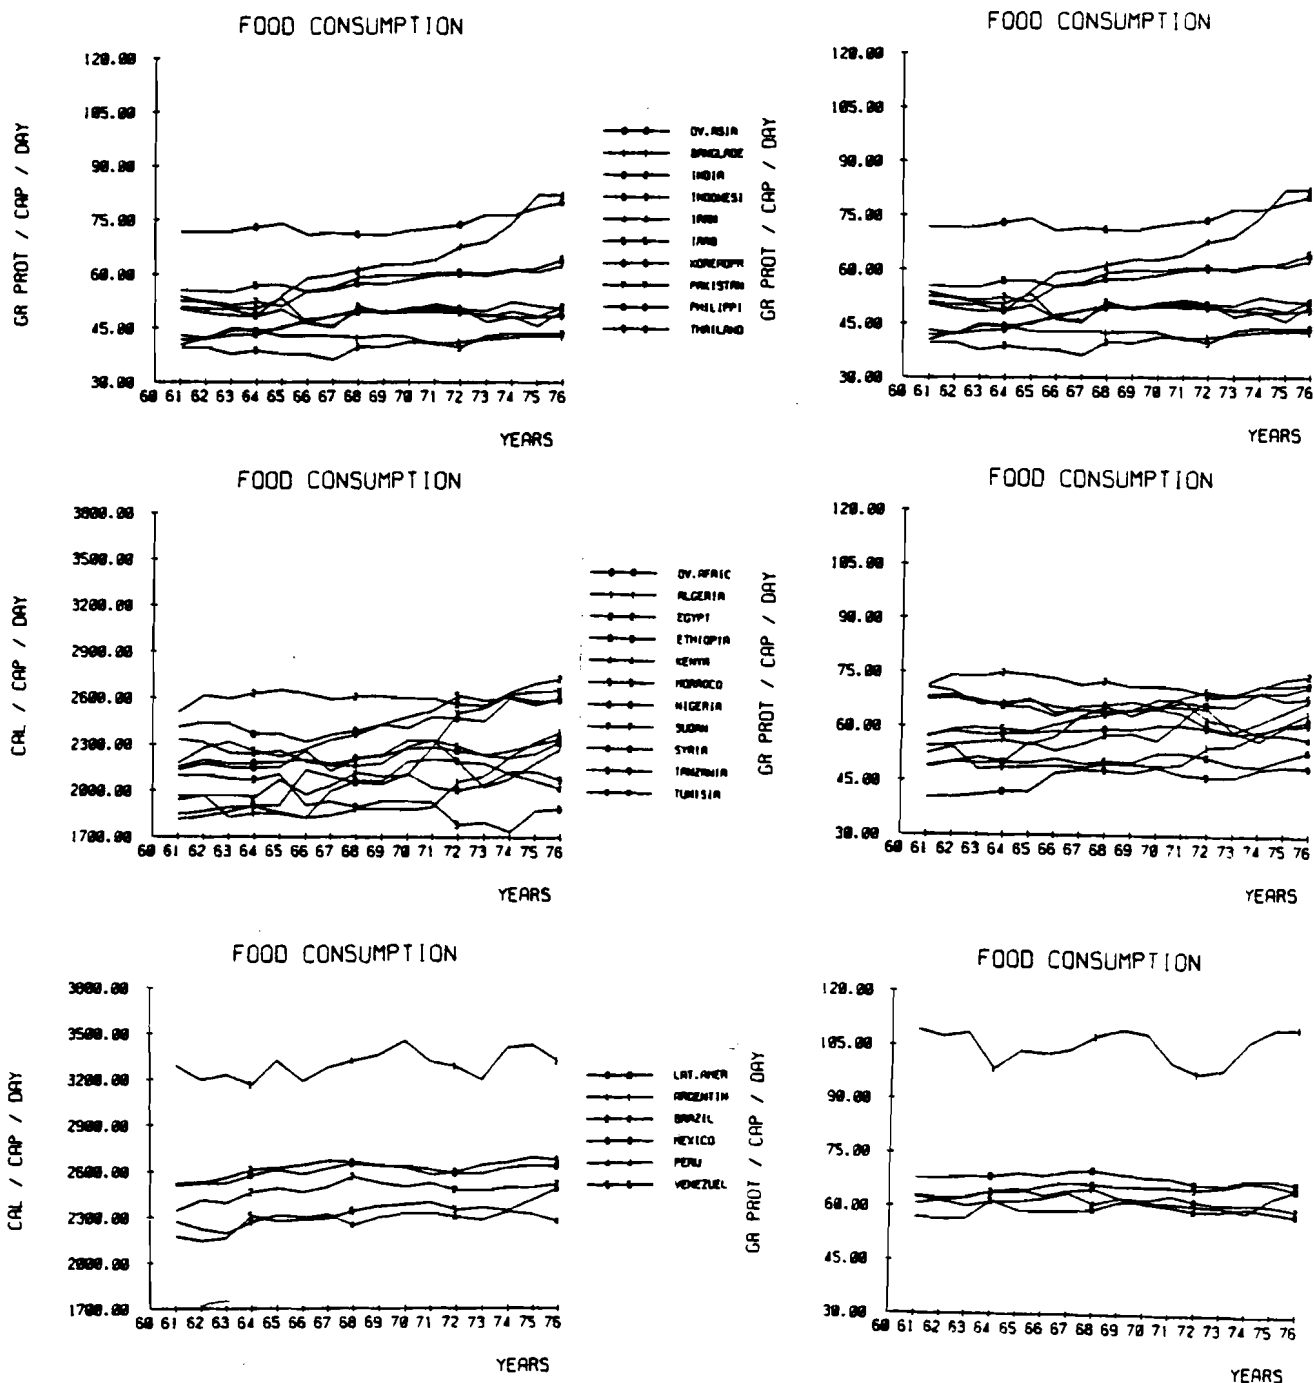 FOOD CONSUMPTION
120.00
105.00
90.00
75.00
60.00
45.00
30.00
GR PROT / CAP / DAY
60 61 62 63 64 65 66 67 68 69 70 71 72 73 74 75 76
YEARS
DV.ASIA
BANGLADE
INDIA
INDONESI
IRAN
IRAQ
KOREROPR
PAKISTAN
PHILIPPI
THAILAND
FOOD CONSUMPTION
120.00
105.00
90.00
75.00
60.00
45.00
30.00
GR PROT / CAP / DAY
60 61 62 63 64 65 66 67 68 69 70 71 72 73 74 75 76
YEARS
FOOD CONSUMPTION
3800.00
3500.00
3200.00
2900.00
2600.00
2300.00
2000.00
1700.00
CAL / CAP / DAY
60 61 62 63 64 65 66 67 68 69 70 71 72 73 74 75 76
YEARS
DV.AFRIC
ALGERIA
EGYPT
ETHIOPIA
KENYA
MOROCCO
NIGERIA
SUDAN
SYRIA
TANZANIA
TUNISIA
FOOD CONSUMPTION
120.00
105.00
90.00
75.00
60.00
45.00
30.00
GR PROT / CAP / DAY
60 61 62 63 64 65 66 67 68 69 70 71 72 73 74 75 76
YEARS
FOOD CONSUMPTION
3800.00
3500.00
3200.00
2900.00
2600.00
2300.00
2000.00
1700.00
CAL / CAP / DAY
60 61 62 63 64 65 66 67 68 69 70 71 72 73 74 75 76
YEARS
LAT.AMER
ARGENTIN
BRAZIL
MEXICO
PERU
VENEZUEL
FOOD CONSUMPTION
120.00
105.00
90.00
75.00
60.00
45.00
30.00
GR PROT / CAP / DAY
60 61 62 63 64 65 66 67 68 69 70 71 72 73 74 75 76
YEARS